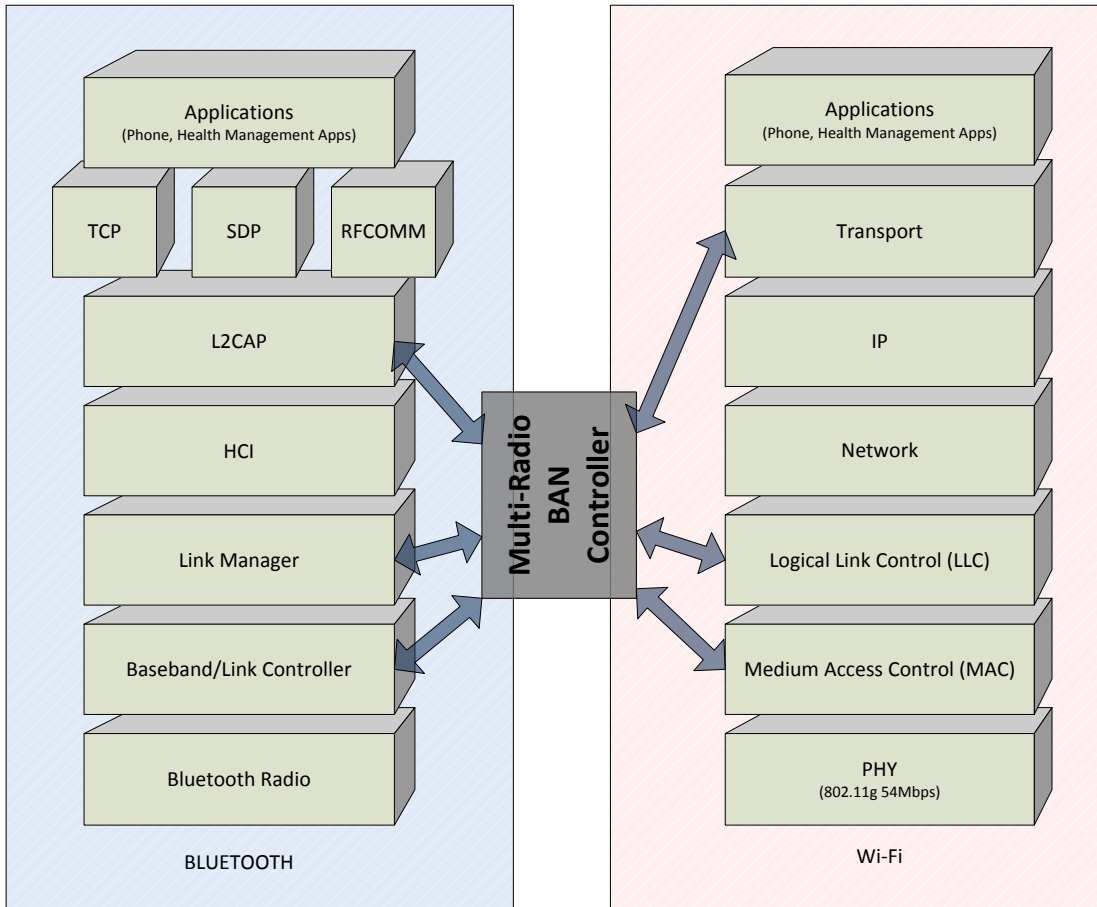 Applications
(Phone, Health Management Apps)
TCP
SDP
RFCOMM
L2CAP
HCI
Link Manager
Baseband/Link Controller
Bluetooth Radio
BLUETOOTH
Multi-Radio
BAN
Controller
Applications
(Phone, Health Management Apps)
Transport
IP
Network
Logical Link Control (LLC)
Medium Access Control (MAC)
PHY
(802.11g 54Mbps)
Wi-Fi